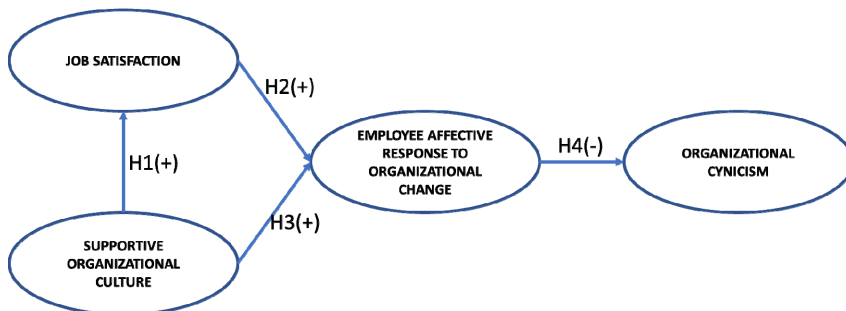 JOB SATISFACTION
H2(+)
H1(+)
EMPLOYEE AFFECTIVE
RESPONSE TO
ORGANIZATIONAL
CHANGE
H4(-)
ORGANIZATIONAL
CYNICISM
H3(+)
SUPPORTIVE
ORGANIZATIONAL
CULTURE